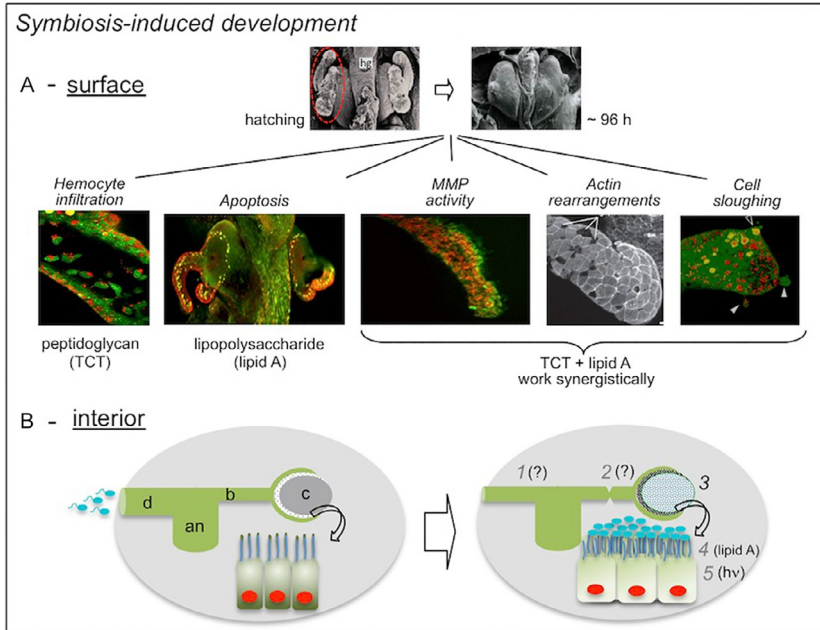 Symbiosis-induced development
A - surface
hg
hatching
~ 96 h
Hemocyte
infiltration
Apoptosis
MMP
activity
Actin
rearrangements
Cell
sloughing
peptidoglycan
(TCT)
lipopolysaccharide
(lipid A)
TCT + lipid A
work synergistically
B - interior
d
b
c
an
1 (?)
2 (?)
3
4 (lipid A)
5 (hν)